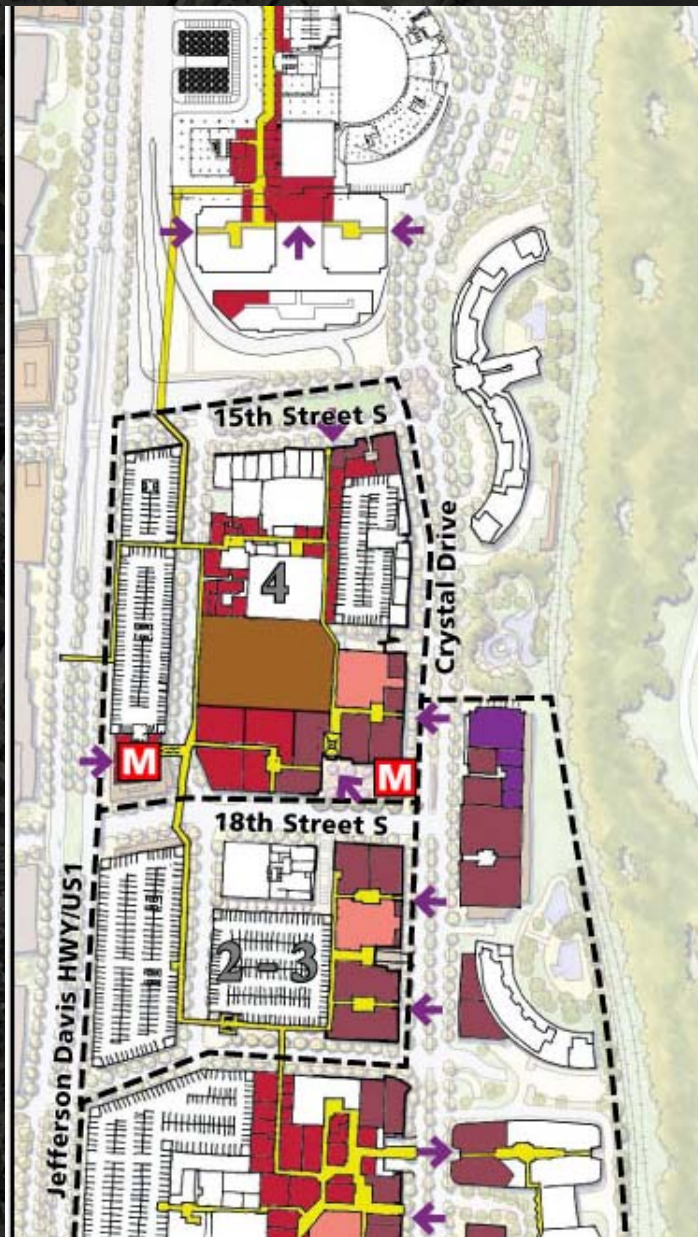 15th Street S
4
Crystal Drive
M
M
18th Street S
2 - 3
Jefferson Davis HWY/US1